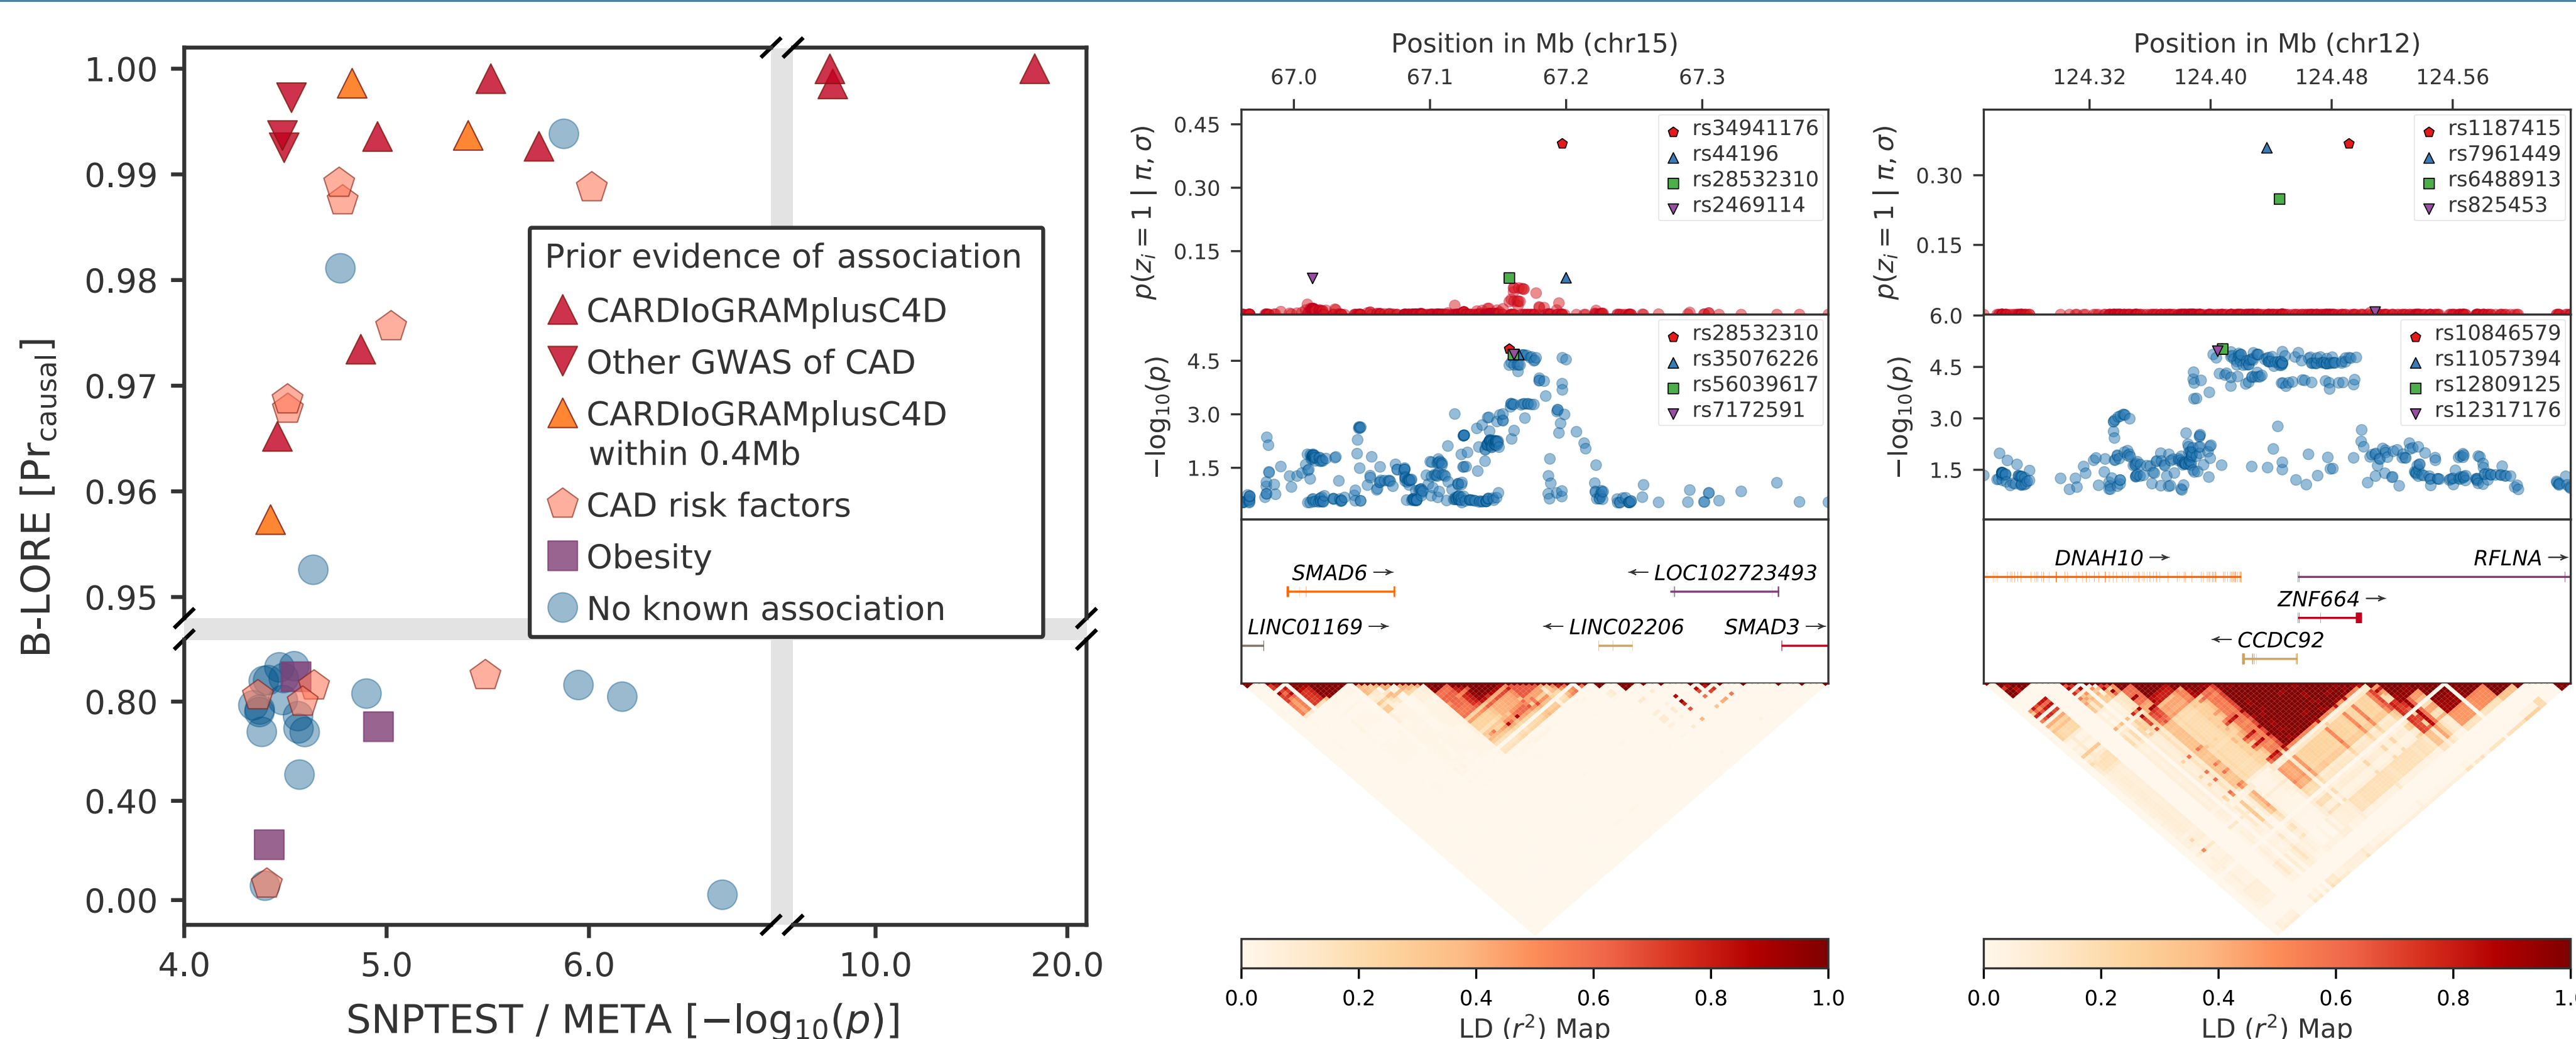 1.00
0.99
0.98
0.97
0.96
0.95
0.80
0.40
0.00
B-LORE [Pr_causal]
4.0 5.0 6.0 10.0 20.0
SNPTEST / META [−log₁₀(p)]
Prior evidence of association
CARDIoGRAMplusC4D
Other GWAS of CAD
CARDIoGRAMplusC4D
within 0.4Mb
CAD risk factors
Obesity
No known association
Position in Mb (chr15)
67.0 67.1 67.2 67.3
p(z_i = 1 | π, σ)
0.45
0.30
0.15
rs34941176
rs44196
rs28532310
rs2469114
−log₁₀(p)
4.5
3.0
1.5
rs28532310
rs35076226
rs56039617
rs7172591
SMAD6 → ← LOC102723493
LINC01169 → ← LINC02206 SMAD3 →
0.0 0.2 0.4 0.6 0.8 1.0
LD (r²) Map
Position in Mb (chr12)
124.32 124.40 124.48 124.56
p(z_i = 1 | π, σ)
0.30
0.15
rs1187415
rs7961449
rs6488913
rs825453
−log₁₀(p)
6.0
4.5
3.0
1.5
rs10846579
rs11057394
rs12809125
rs12317176
DNAH10 → RFLNA →
ZNF664 →
← CCDC92
0.0 0.2 0.4 0.6 0.8 1.
LD (r²) Map